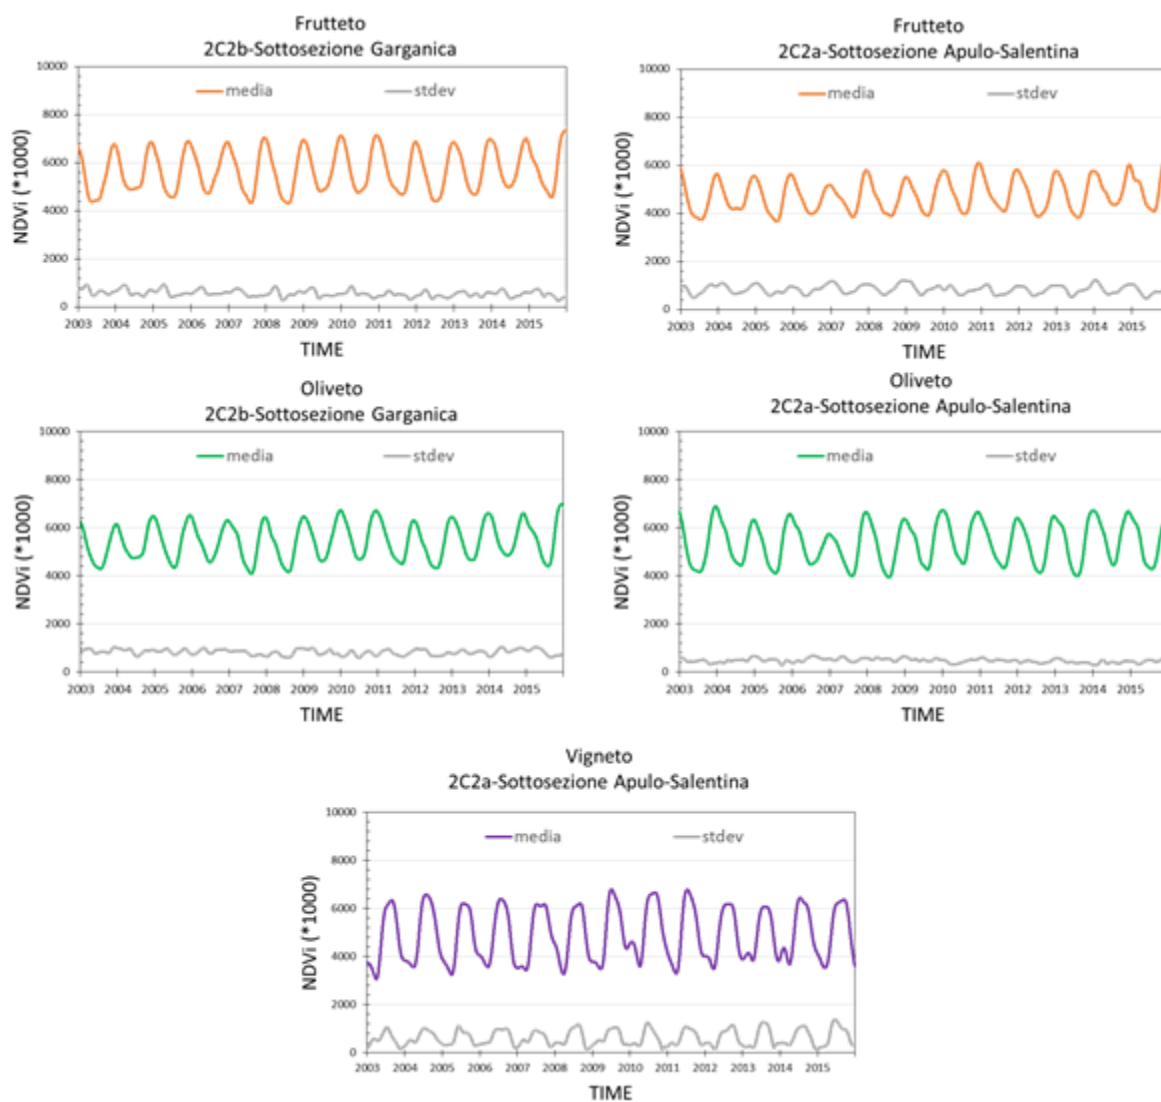 Frutteto
2C2b-Sottosezione Garganica
media stdev
NDVi (*1000)
10000
8000
6000
4000
2000
0
2003 2004 2005 2006 2007 2008 2009 2010 2011 2012 2013 2014 2015
TIME
Frutteto
2C2a-Sottosezione Apulo-Salentina
media stdev
NDVi (*1000)
10000
8000
6000
4000
2000
0
2003 2004 2005 2006 2007 2008 2009 2010 2011 2012 2013 2014 2015
TIME
Oliveto
2C2b-Sottosezione Garganica
media stdev
NDVi (*1000)
10000
8000
6000
4000
2000
0
2003 2004 2005 2006 2007 2008 2009 2010 2011 2012 2013 2014 2015
TIME
Oliveto
2C2a-Sottosezione Apulo-Salentina
media stdev
NDVi (*1000)
10000
8000
6000
4000
2000
0
2003 2004 2005 2006 2007 2008 2009 2010 2011 2012 2013 2014 2015
TIME
Vigneto
2C2a-Sottosezione Apulo-Salentina
media stdev
NDVi (*1000)
10000
8000
6000
4000
2000
0
2003 2004 2005 2006 2007 2008 2009 2010 2011 2012 2013 2014 2015
TIME